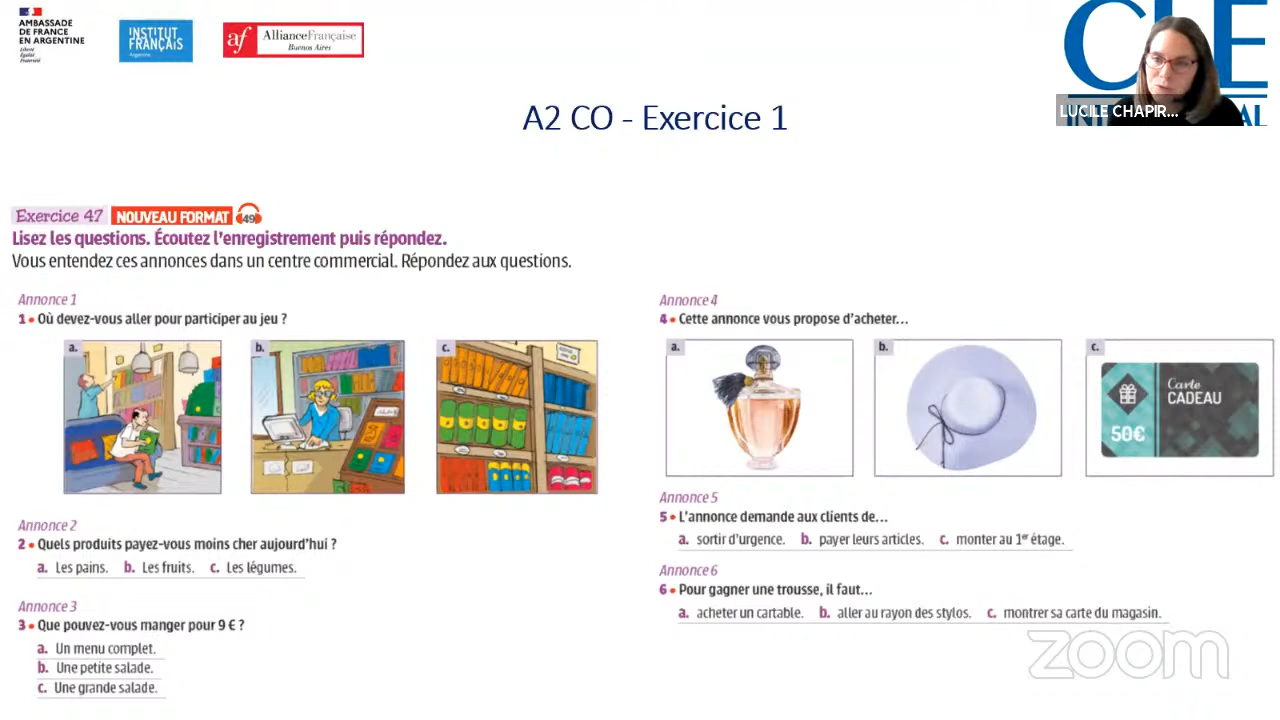 AMBASSADE
DE FRANCE
EN ARGENTINE
Liberté
Égalité
Fraternité
INSTITUT
FRANÇAIS
Argentine
af AllianceFrançaise
Buenos Aires
LUCILE CHAPIR...
A2 CO - Exercice 1
Exercice 47 NOUVEAU FORMAT 49
Lisez les questions. Écoutez l'enregistrement puis répondez.
Vous entendez ces annonces dans un centre commercial. Répondez aux questions.
Annonce 1
1 • Où devez-vous aller pour participer au jeu ?
a. b. c.
Annonce 2
2 • Quels produits payez-vous moins cher aujourd'hui ?
a. Les pains. b. Les fruits. c. Les légumes.
Annonce 3
3 • Que pouvez-vous manger pour 9 € ?
a. Un menu complet.
b. Une petite salade.
c. Une grande salade.
Annonce 4
4 • Cette annonce vous propose d'acheter...
a. b. c.
Carte
CADEAU
50€
Annonce 5
5 • L'annonce demande aux clients de...
a. sortir d'urgence. b. payer leurs articles. c. monter au 1er étage.
Annonce 6
6 • Pour gagner une trousse, il faut...
a. acheter un cartable. b. aller au rayon des stylos. c. montrer sa carte du magasin.
zoom